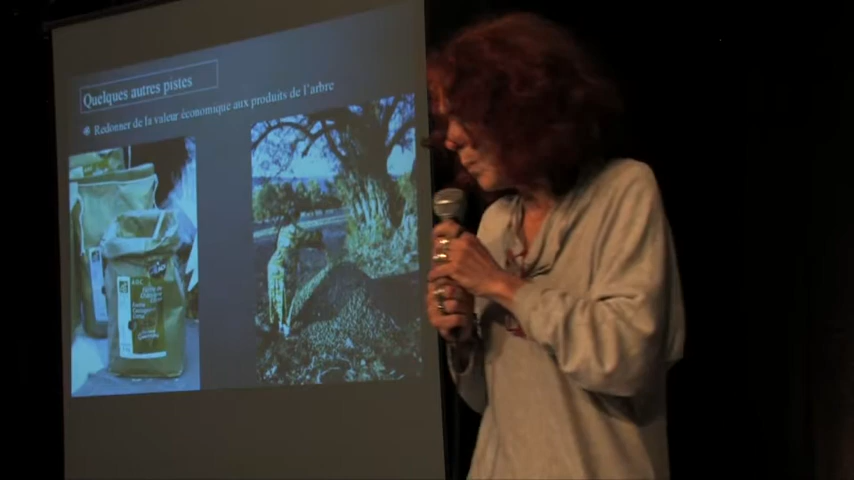 Quelques autres pistes
Redonner de la valeur économique aux produits de l'arbre